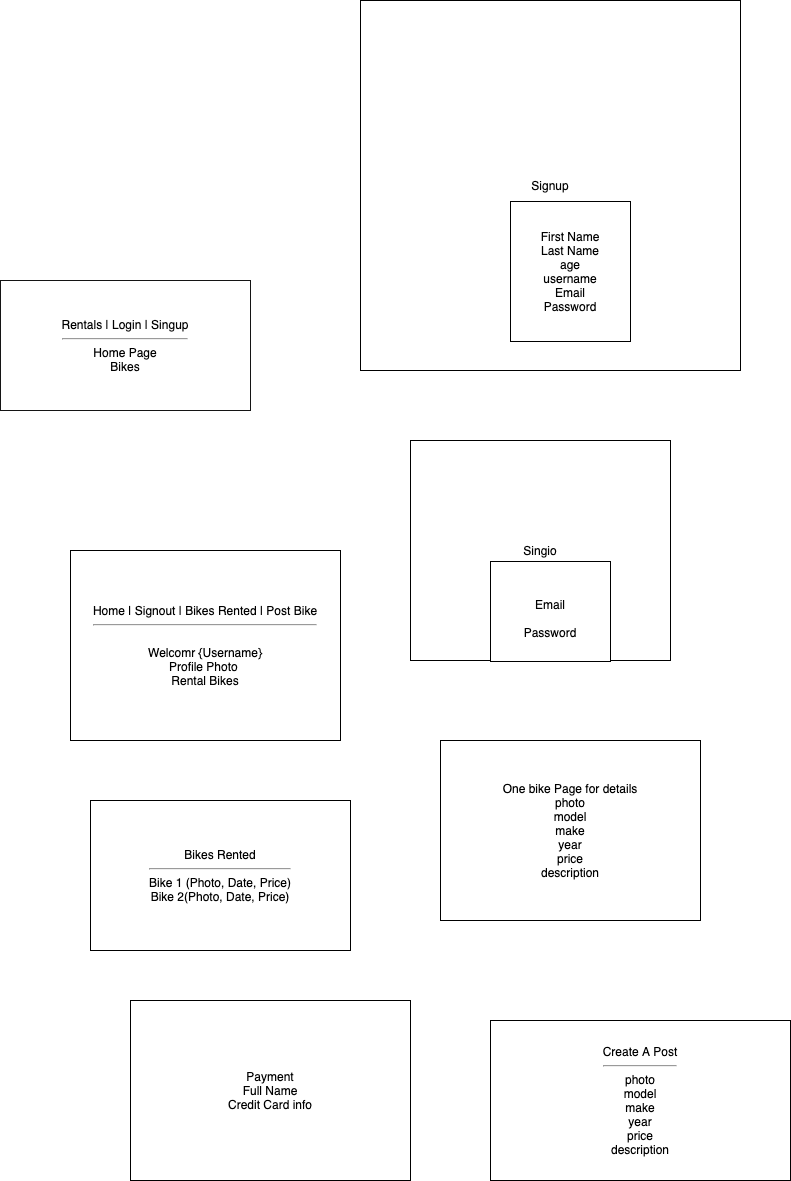 Signup
First Name
Last Name
age
username
Email
Password
Rentals | Login | Singup
Home Page
Bikes
Singio
Email
Password
Home | Signout | Bikes Rented | Post Bike
Welcomr {Username}
Profile Photo
Rental Bikes
One bike Page for details
photo
model
make
year
price
description
Bikes Rented
Bike 1 (Photo, Date, Price)
Bike 2(Photo, Date, Price)
Payment
Full Name
Credit Card info
Create A Post
photo
model
make
year
price
description